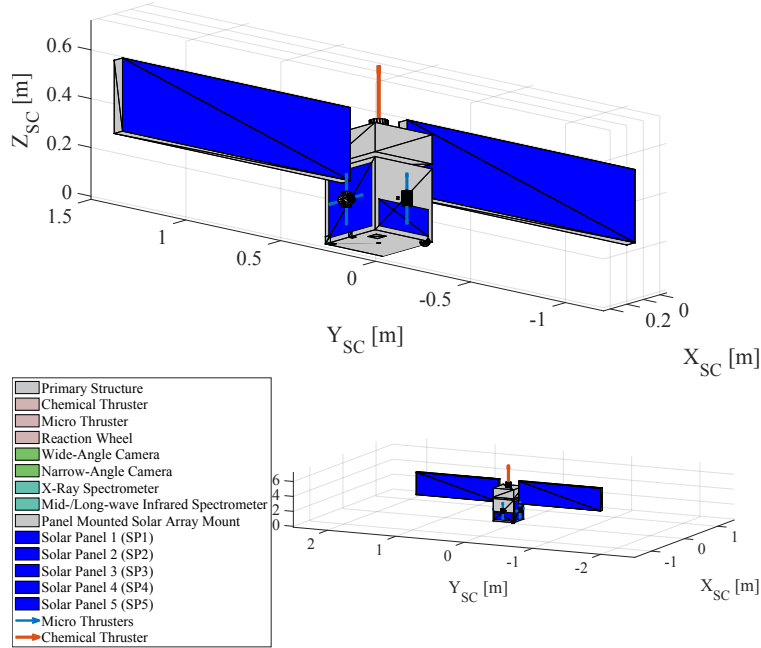 0.6
0.4
0.2
0
Z_SC [m]
1.5
1
0.5
0
-0.5
-1
Y_SC [m]
0.2
0
X_SC [m]
Primary Structure
Chemical Thruster
Micro Thruster
Reaction Wheel
Wide-Angle Camera
Narrow-Angle Camera
X-Ray Spectrometer
Mid-/Long-wave Infrared Spectrometer
Panel Mounted Solar Array Mount
Solar Panel 1 (SP1)
Solar Panel 2 (SP2)
Solar Panel 3 (SP3)
Solar Panel 4 (SP4)
Solar Panel 5 (SP5)
Micro Thrusters
Chemical Thruster
6
4
2
0
2
1
0
-1
-2
Y_SC [m]
-1
0
1
X_SC [m]